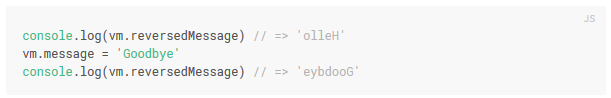 JS
console.log(vm.reversedMessage) // => 'olleH'
vm.message = 'Goodbye'
console.log(vm.reversedMessage) // => 'eybdooG'